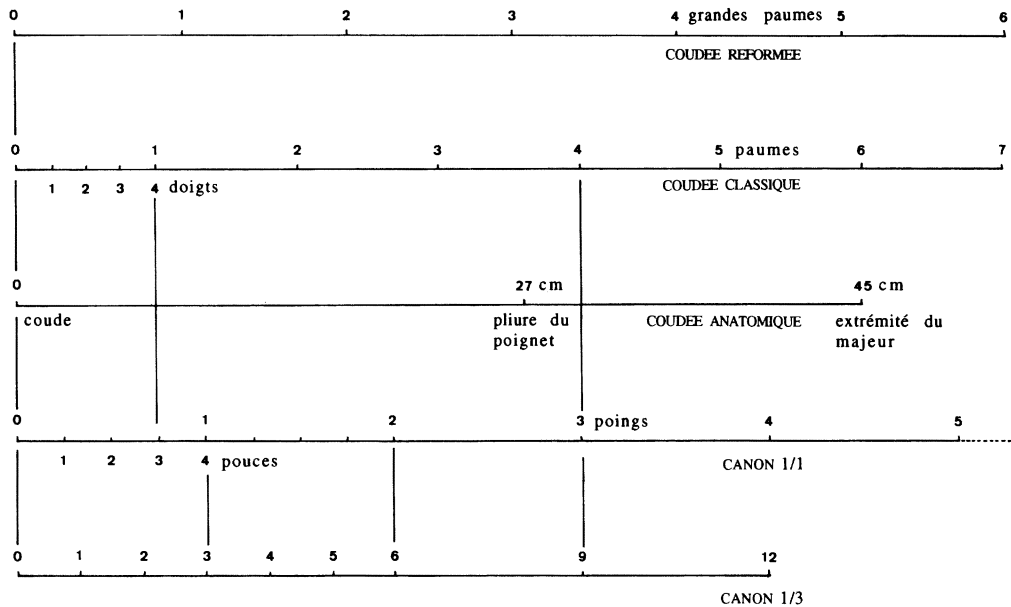 0 1 2 3 4 grandes paumes 5 6
COUDEE REFORMEE
0 1 2 3 4 5 paumes 6 7
1 2 3 4 doigts
COUDEE CLASSIQUE
0 27 cm 45 cm
coude pliure du COUDEE ANATOMIQUE extrémité du
poignet majeur
0 1 2 3 poings 4 5
1 2 3 4 pouces
CANON 1/1
0 1 2 3 4 5 6 9 12
CANON 1/3